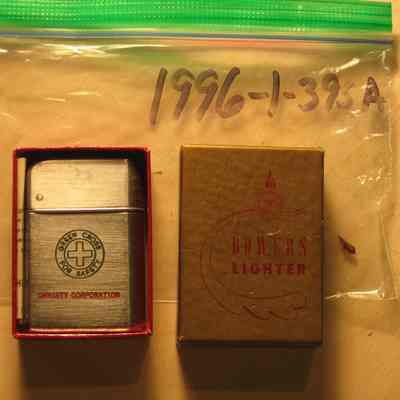 1996-1-395A
GREEN CROSS
FOR SAFETY
CHRISTY CORPORATION
BOWERS
LIGHTER